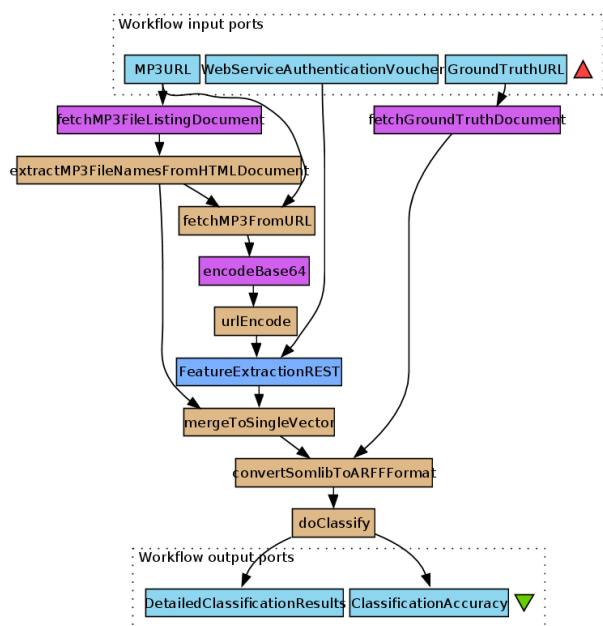 Workflow input ports
MP3URL
WebServiceAuthenticationVoucher
GroundTruthURL
fetchMP3FileListingDocument
fetchGroundTruthDocument
extractMP3FileNamesFromHTMLDocument
fetchMP3FromURL
encodeBase64
urlEncode
FeatureExtractionREST
mergeToSingleVector
convertSomlibToARFFFormat
doClassify
Workflow output ports
DetailedClassificationResults
ClassificationAccuracy